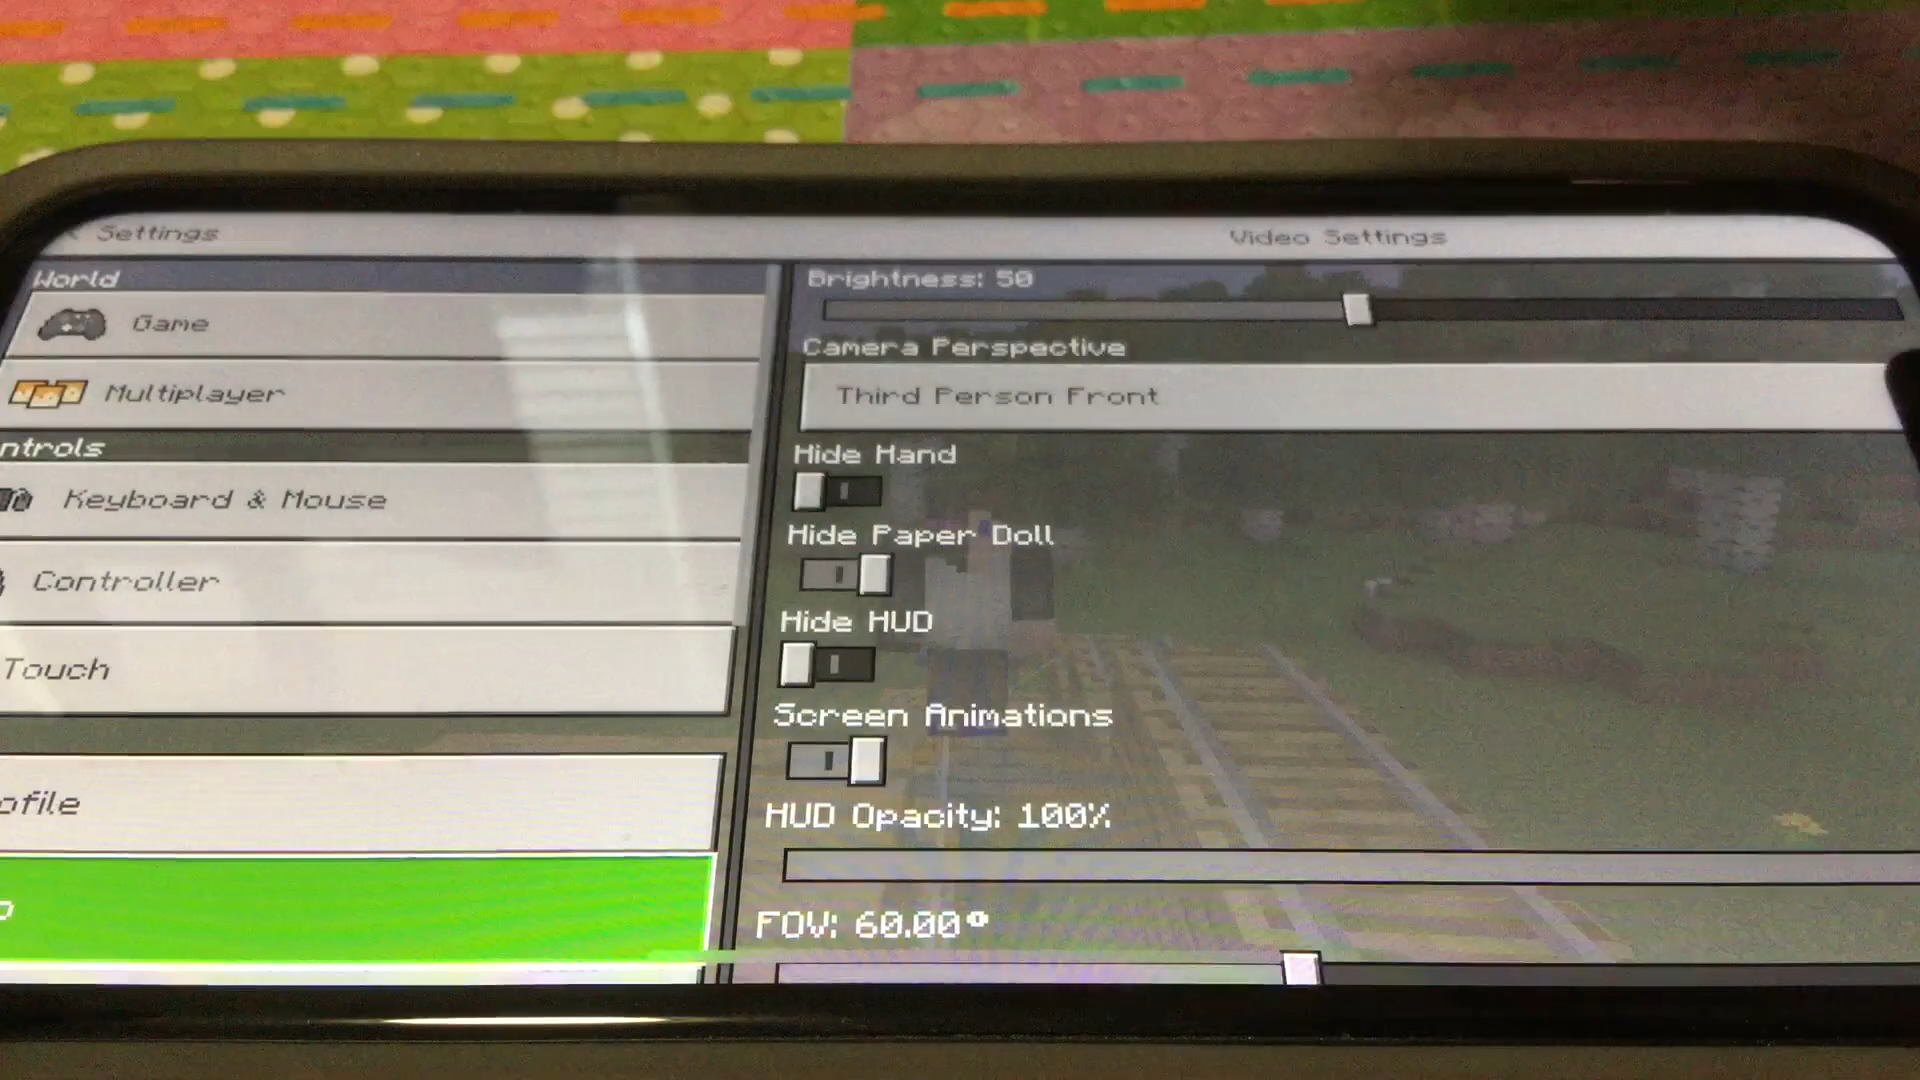 Settings
Video Settings
World
Game
Multiplayer
ntrols
Keyboard & Mouse
Controller
Touch
ofile
o
Brightness: 50
Camera Perspective
Third Person Front
Hide Hand
Hide Paper Doll
Hide HUD
Screen Animations
HUD Opacity: 100%
FOV: 60.00°